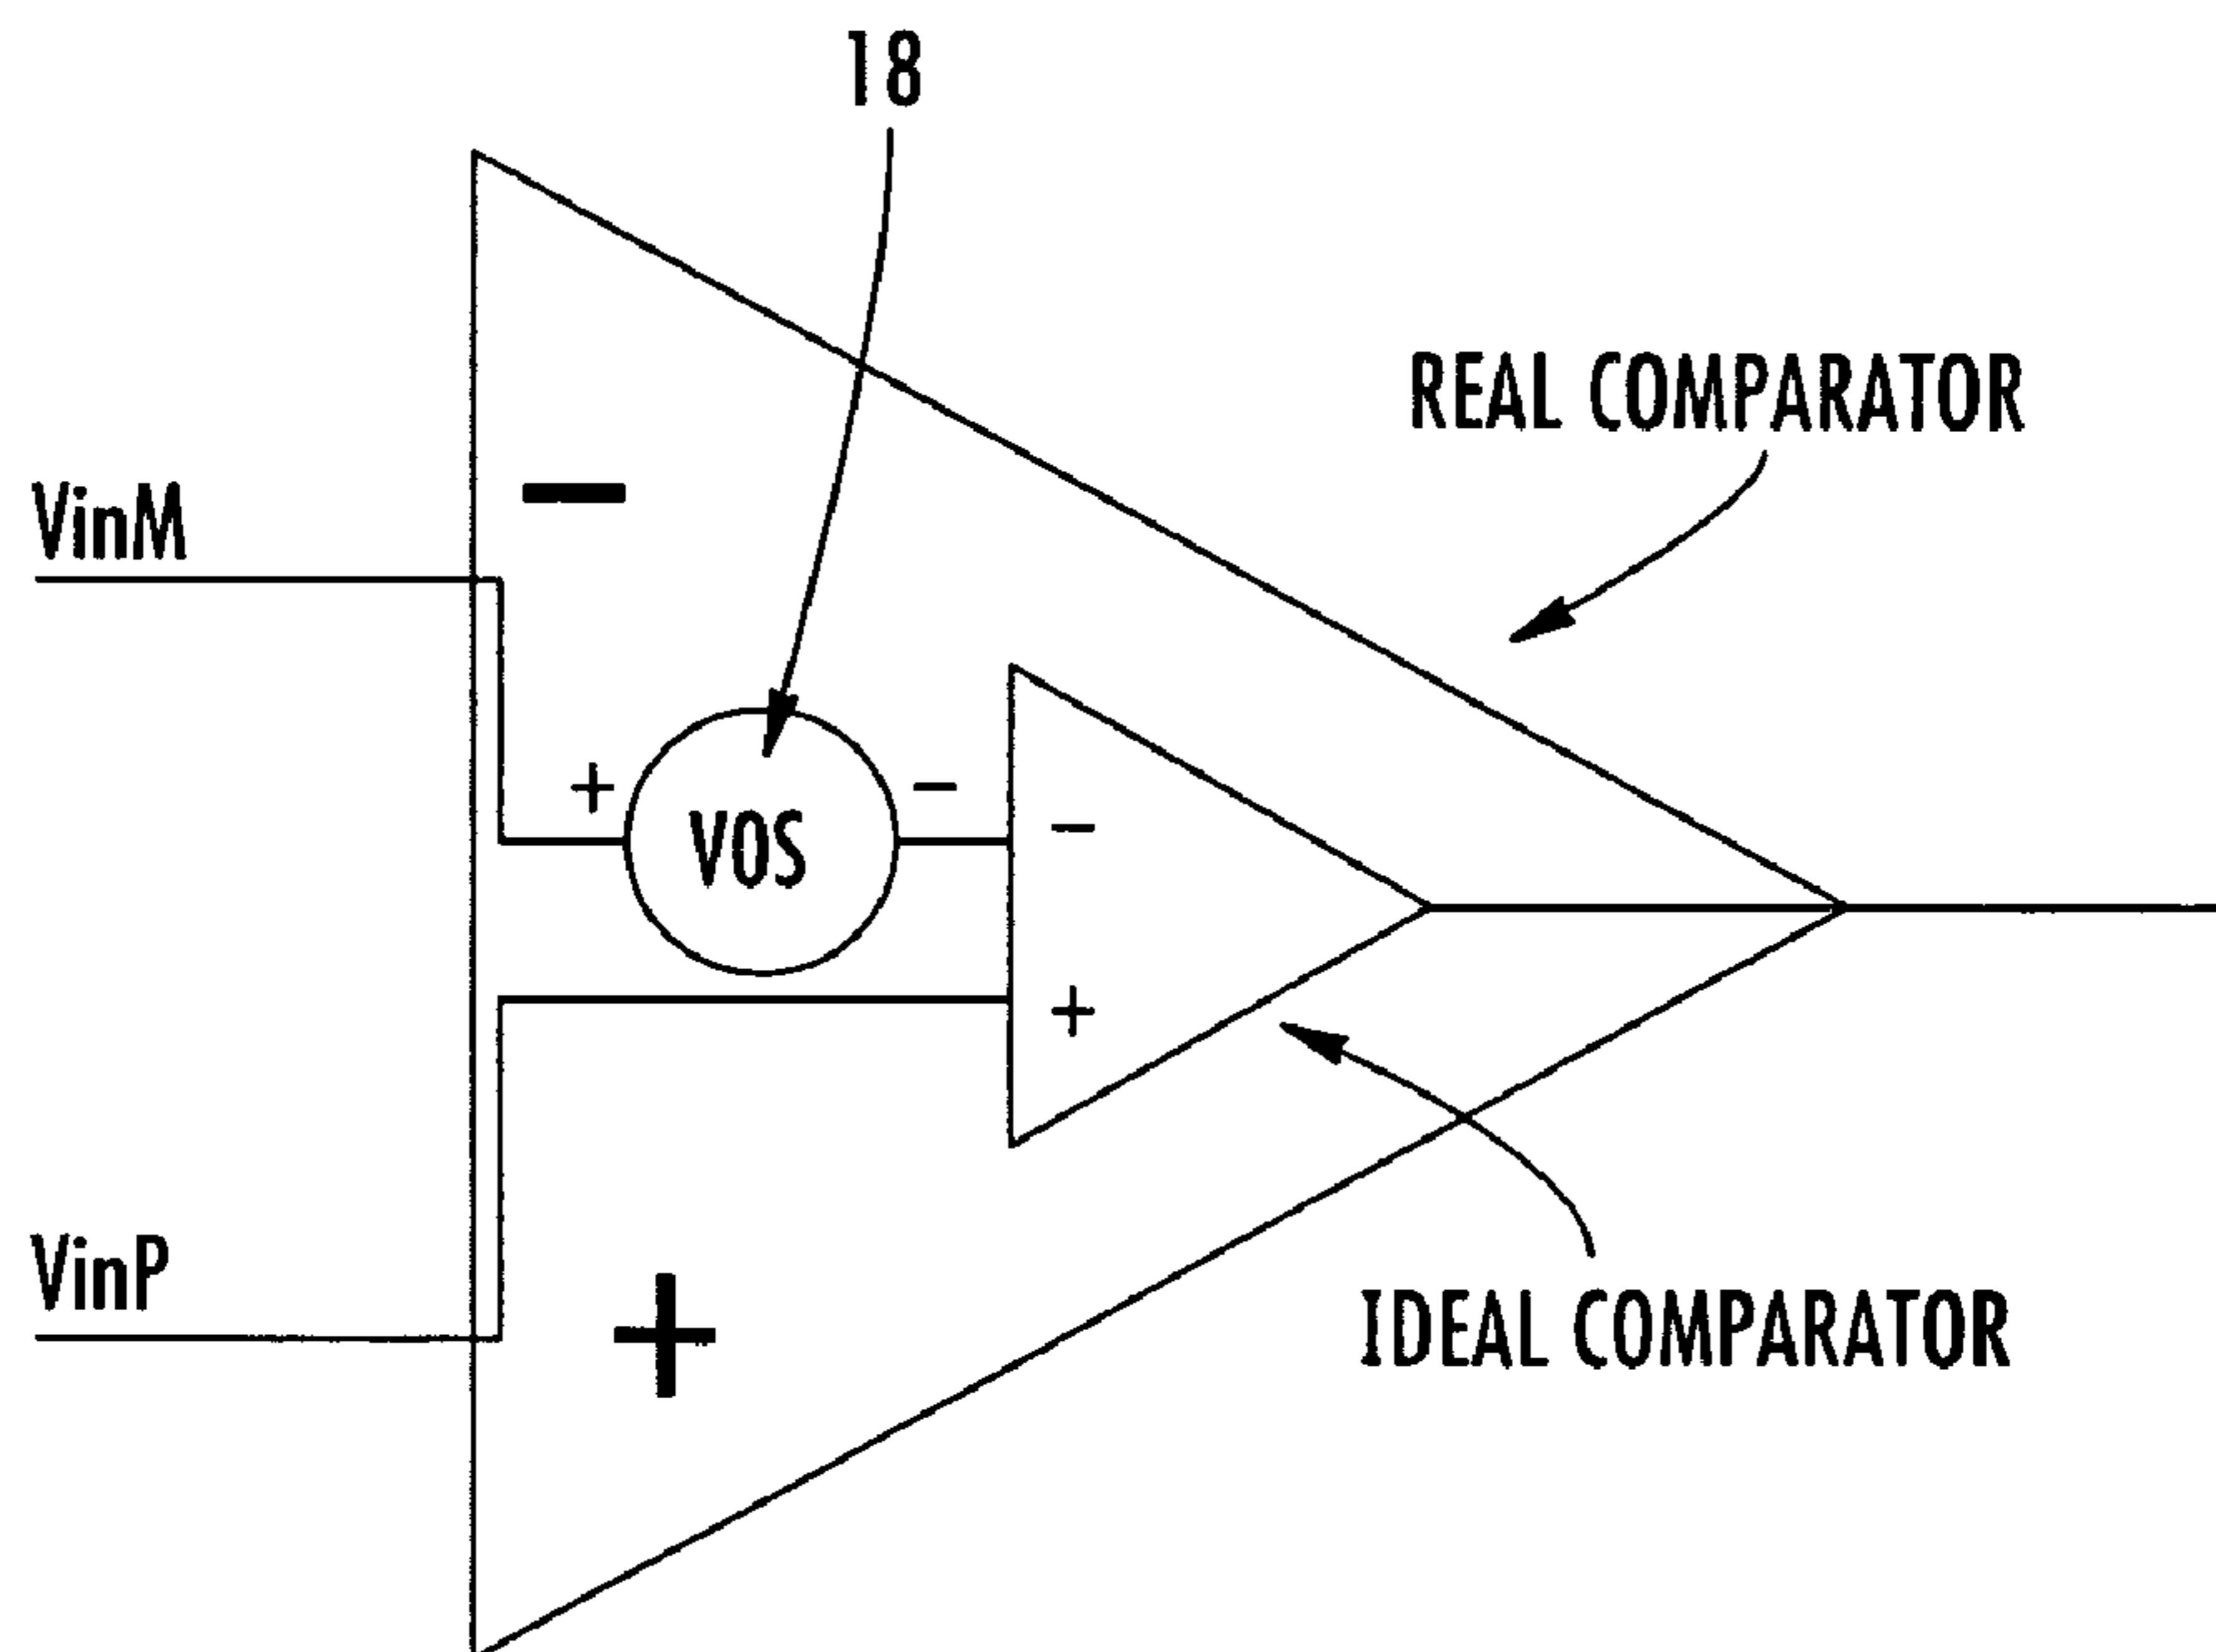 18
REAL COMPARATOR
VinM
−
+
VOS
−
−
+
VinP
+
IDEAL COMPARATOR